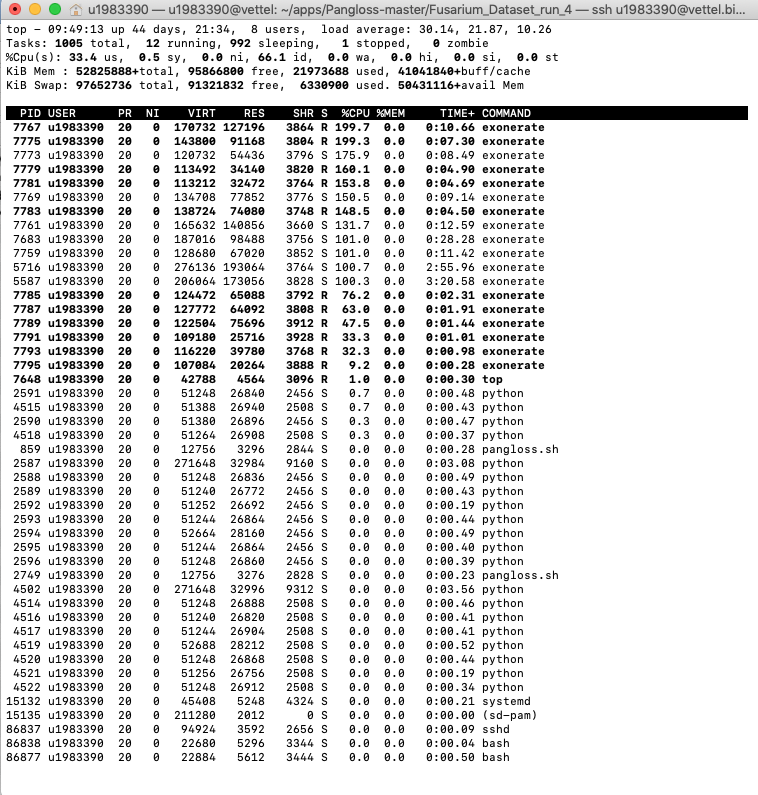 u1983390 — u1983390@vettel: ~/apps/Pangloss-master/Fusarium_Dataset_run_4 — ssh u1983390@vettel.bi...
top - 09:49:13 up 44 days, 21:34,  8 users,  load average: 30.14, 21.87, 10.26
Tasks: 1005 total,  12 running, 992 sleeping,   1 stopped,   0 zombie
%Cpu(s): 33.4 us,  0.5 sy,  0.0 ni, 66.1 id,  0.0 wa,  0.0 hi,  0.0 si,  0.0 st
KiB Mem : 52825888+total, 95866800 free, 21973688 used, 41041840+buff/cache
KiB Swap: 97652736 total, 91321832 free,  6330900 used. 50431116+avail Mem
PID USER PR NI VIRT RES SHR S %CPU %MEM TIME+ COMMAND
7767 u1983390 20 0 170732 127196 3864 R 199.7 0.0 0:10.66 exonerate
7775 u1983390 20 0 143800 91168 3804 R 199.3 0.0 0:07.30 exonerate
7773 u1983390 20 0 120732 54436 3796 S 175.9 0.0 0:08.49 exonerate
7779 u1983390 20 0 113492 34140 3820 R 160.1 0.0 0:04.90 exonerate
7781 u1983390 20 0 113212 32472 3764 R 153.8 0.0 0:04.69 exonerate
7769 u1983390 20 0 134708 77852 3776 S 150.5 0.0 0:09.14 exonerate
7783 u1983390 20 0 138724 74080 3748 R 148.5 0.0 0:04.50 exonerate
7761 u1983390 20 0 165632 140856 3660 S 131.7 0.0 0:12.59 exonerate
7683 u1983390 20 0 187016 98488 3756 S 101.0 0.0 0:28.28 exonerate
7759 u1983390 20 0 128680 67020 3852 S 101.0 0.0 0:11.42 exonerate
5716 u1983390 20 0 276136 193064 3764 S 100.7 0.0 2:55.96 exonerate
5587 u1983390 20 0 206064 173056 3828 S 100.3 0.0 3:20.58 exonerate
7785 u1983390 20 0 124472 65088 3792 R 76.2 0.0 0:02.31 exonerate
7787 u1983390 20 0 127772 64092 3808 R 63.0 0.0 0:01.91 exonerate
7789 u1983390 20 0 122504 75696 3912 R 47.5 0.0 0:01.44 exonerate
7791 u1983390 20 0 109180 25716 3928 R 33.3 0.0 0:01.01 exonerate
7793 u1983390 20 0 116220 39780 3768 R 32.3 0.0 0:00.98 exonerate
7795 u1983390 20 0 107084 20264 3888 R 9.2 0.0 0:00.28 exonerate
7648 u1983390 20 0 42788 4564 3096 R 1.0 0.0 0:00.30 top
2591 u1983390 20 0 51248 26840 2456 S 0.7 0.0 0:00.48 python
4515 u1983390 20 0 51388 26940 2508 S 0.7 0.0 0:00.43 python
2590 u1983390 20 0 51380 26896 2456 S 0.3 0.0 0:00.47 python
4518 u1983390 20 0 51264 26908 2508 S 0.3 0.0 0:00.37 python
859 u1983390 20 0 12756 3296 2844 S 0.0 0.0 0:00.28 pangloss.sh
2587 u1983390 20 0 271648 32984 9160 S 0.0 0.0 0:03.08 python
2588 u1983390 20 0 51248 26836 2456 S 0.0 0.0 0:00.49 python
2589 u1983390 20 0 51240 26772 2456 S 0.0 0.0 0:00.43 python
2592 u1983390 20 0 51252 26692 2456 S 0.0 0.0 0:00.19 python
2593 u1983390 20 0 51244 26864 2456 S 0.0 0.0 0:00.44 python
2594 u1983390 20 0 52664 28160 2456 S 0.0 0.0 0:00.49 python
2595 u1983390 20 0 51244 26864 2456 S 0.0 0.0 0:00.40 python
2596 u1983390 20 0 51248 26860 2456 S 0.0 0.0 0:00.39 python
2749 u1983390 20 0 12756 3276 2828 S 0.0 0.0 0:00.23 pangloss.sh
4502 u1983390 20 0 271648 32996 9312 S 0.0 0.0 0:03.56 python
4514 u1983390 20 0 51248 26888 2508 S 0.0 0.0 0:00.46 python
4516 u1983390 20 0 51240 26820 2508 S 0.0 0.0 0:00.41 python
4517 u1983390 20 0 51244 26904 2508 S 0.0 0.0 0:00.41 python
4519 u1983390 20 0 52688 28212 2508 S 0.0 0.0 0:00.52 python
4520 u1983390 20 0 51248 26868 2508 S 0.0 0.0 0:00.44 python
4521 u1983390 20 0 51256 26756 2508 S 0.0 0.0 0:00.19 python
4522 u1983390 20 0 51248 26912 2508 S 0.0 0.0 0:00.34 python
15132 u1983390 20 0 45408 5248 4324 S 0.0 0.0 0:00.21 systemd
15135 u1983390 20 0 211280 2012 0 S 0.0 0.0 0:00.00 (sd-pam)
86837 u1983390 20 0 94924 3592 2656 S 0.0 0.0 0:00.09 sshd
86838 u1983390 20 0 22680 5296 3344 S 0.0 0.0 0:00.04 bash
86877 u1983390 20 0 22884 5612 3444 S 0.0 0.0 0:00.50 bash